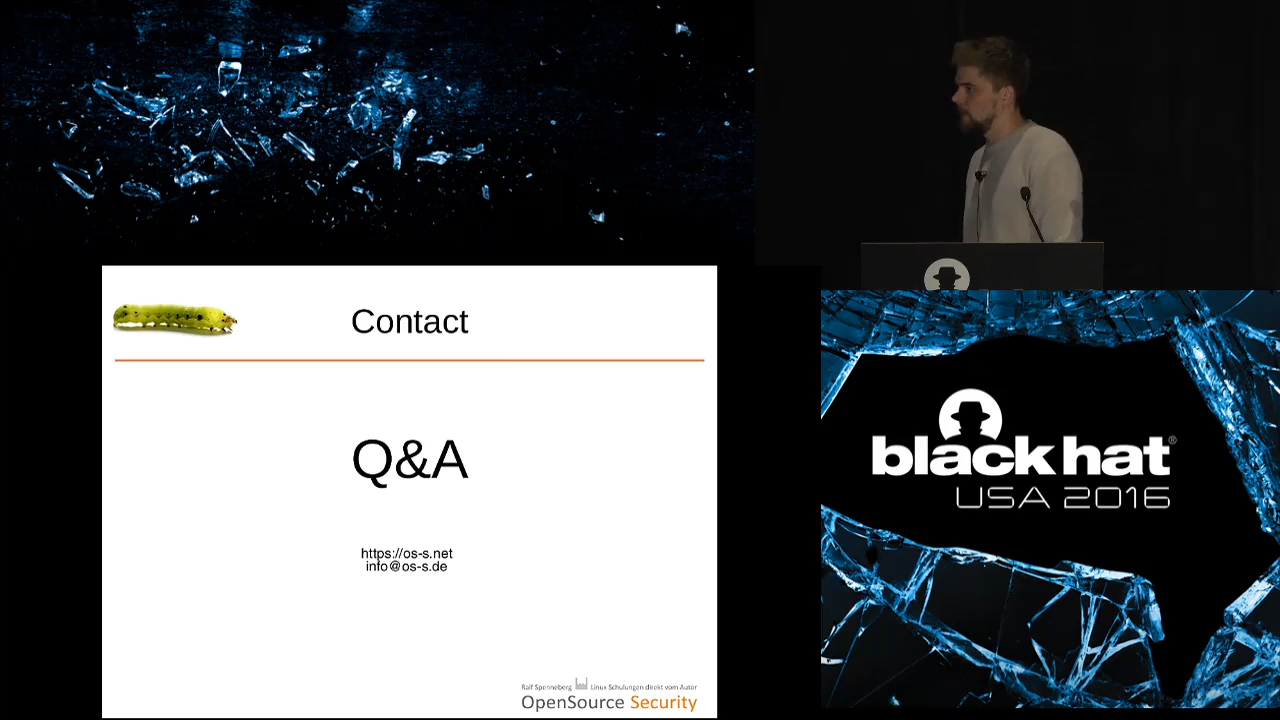 Contact
Q&A
https://os-s.net
info@os-s.de
Ralf Spenneberg Linux Schulungen direkt vom Autor
OpenSource Security
black hat®
USA 2016